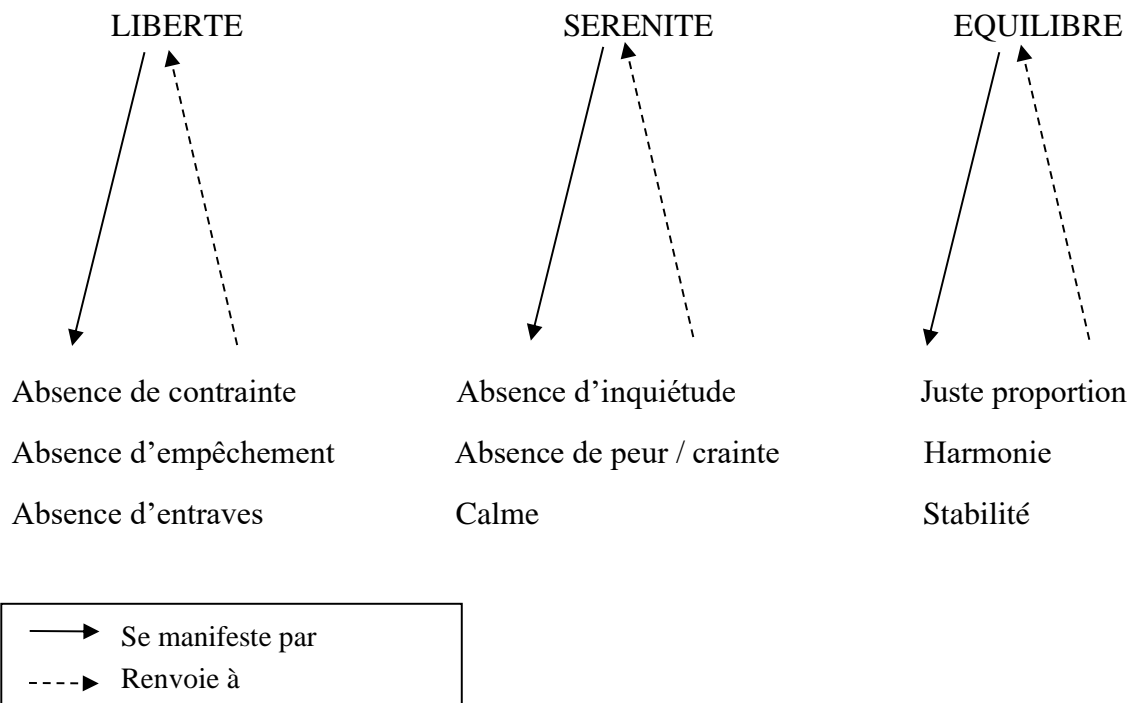 LIBERTE SERENITE EQUILIBRE
Absence de contrainte Absence d’inquiétude Juste proportion
Absence d’empêchement Absence de peur / crainte Harmonie
Absence d’entraves Calme Stabilité
Se manifeste par
Renvoie à